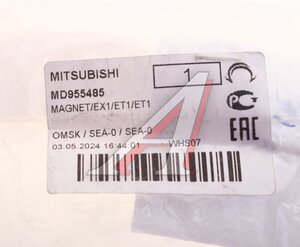 MITSUBISHI
1
MD955485
MAGNET/EX1/ET1/ET1
OMSK / SEA-0 / SEA-0
03.05.2024 16:44:01
WHS07
EAC